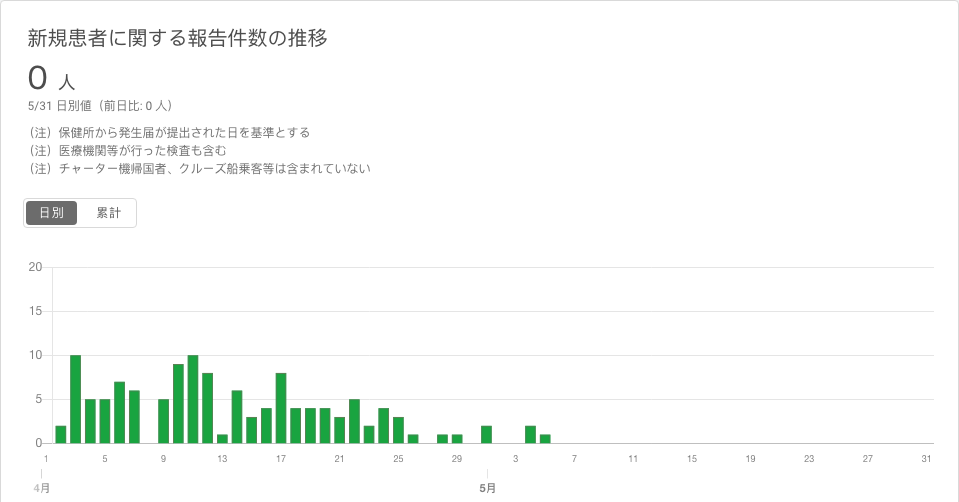 新規患者に関する報告件数の推移
0 人
5/31 日別値（前日比: 0 人）
（注）保健所から発生届が提出された日を基準とする
（注）医療機関等が行った検査も含む
（注）チャーター機帰国者、クルーズ船乗客等は含まれていない
日別 累計
20
15
10
5
0
1 5 9 13 17 21 25 29 3 7 11 15 19 23 27 31
4月 5月